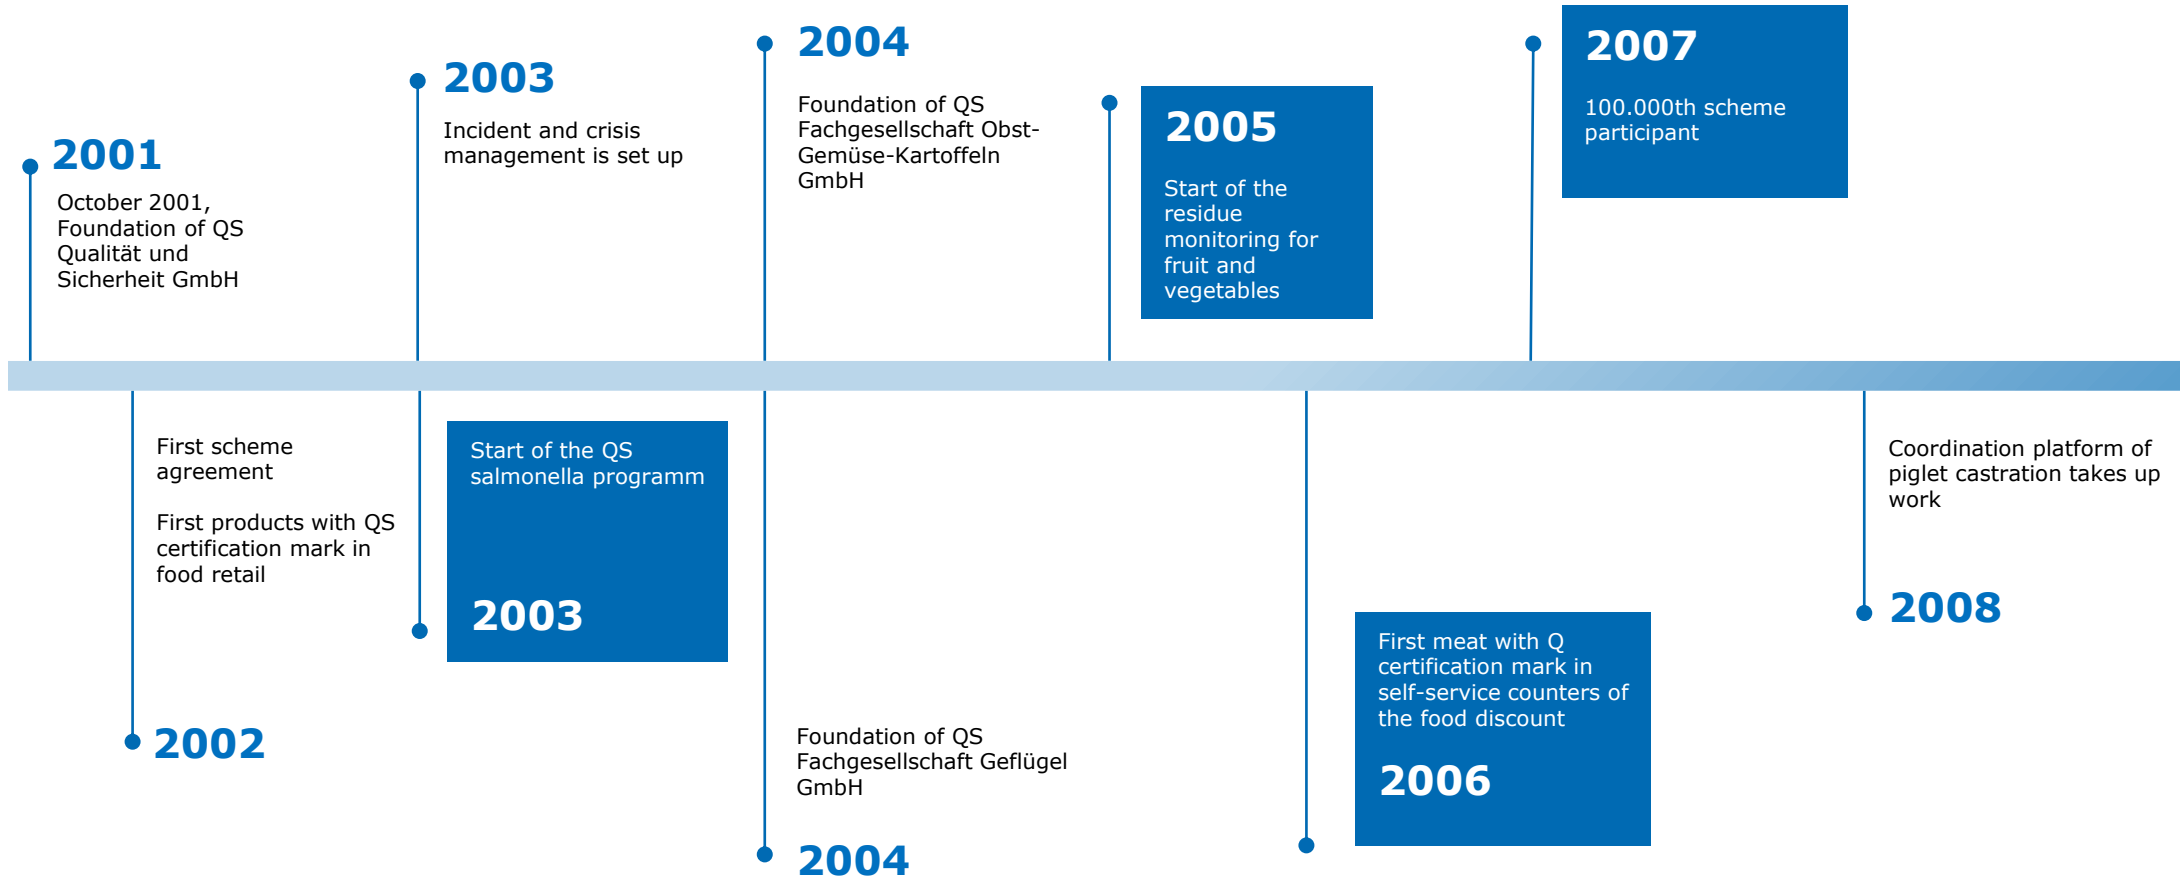 2001
October 2001,
Foundation of QS
Qualität und
Sicherheit GmbH
2003
Incident and crisis
management is set up
2004
Foundation of QS
Fachgesellschaft Obst-
Gemüse-Kartoffeln
GmbH
2005
Start of the
residue
monitoring for
fruit and
vegetables
2007
100.000th scheme
participant
First scheme
agreement
First products with QS
certification mark in
food retail
2002
Start of the QS
salmonella programm
2003
Foundation of QS
Fachgesellschaft Geflügel
GmbH
2004
First meat with Q
certification mark in
self-service counters of
the food discount
2006
Coordination platform of
piglet castration takes up
work
2008